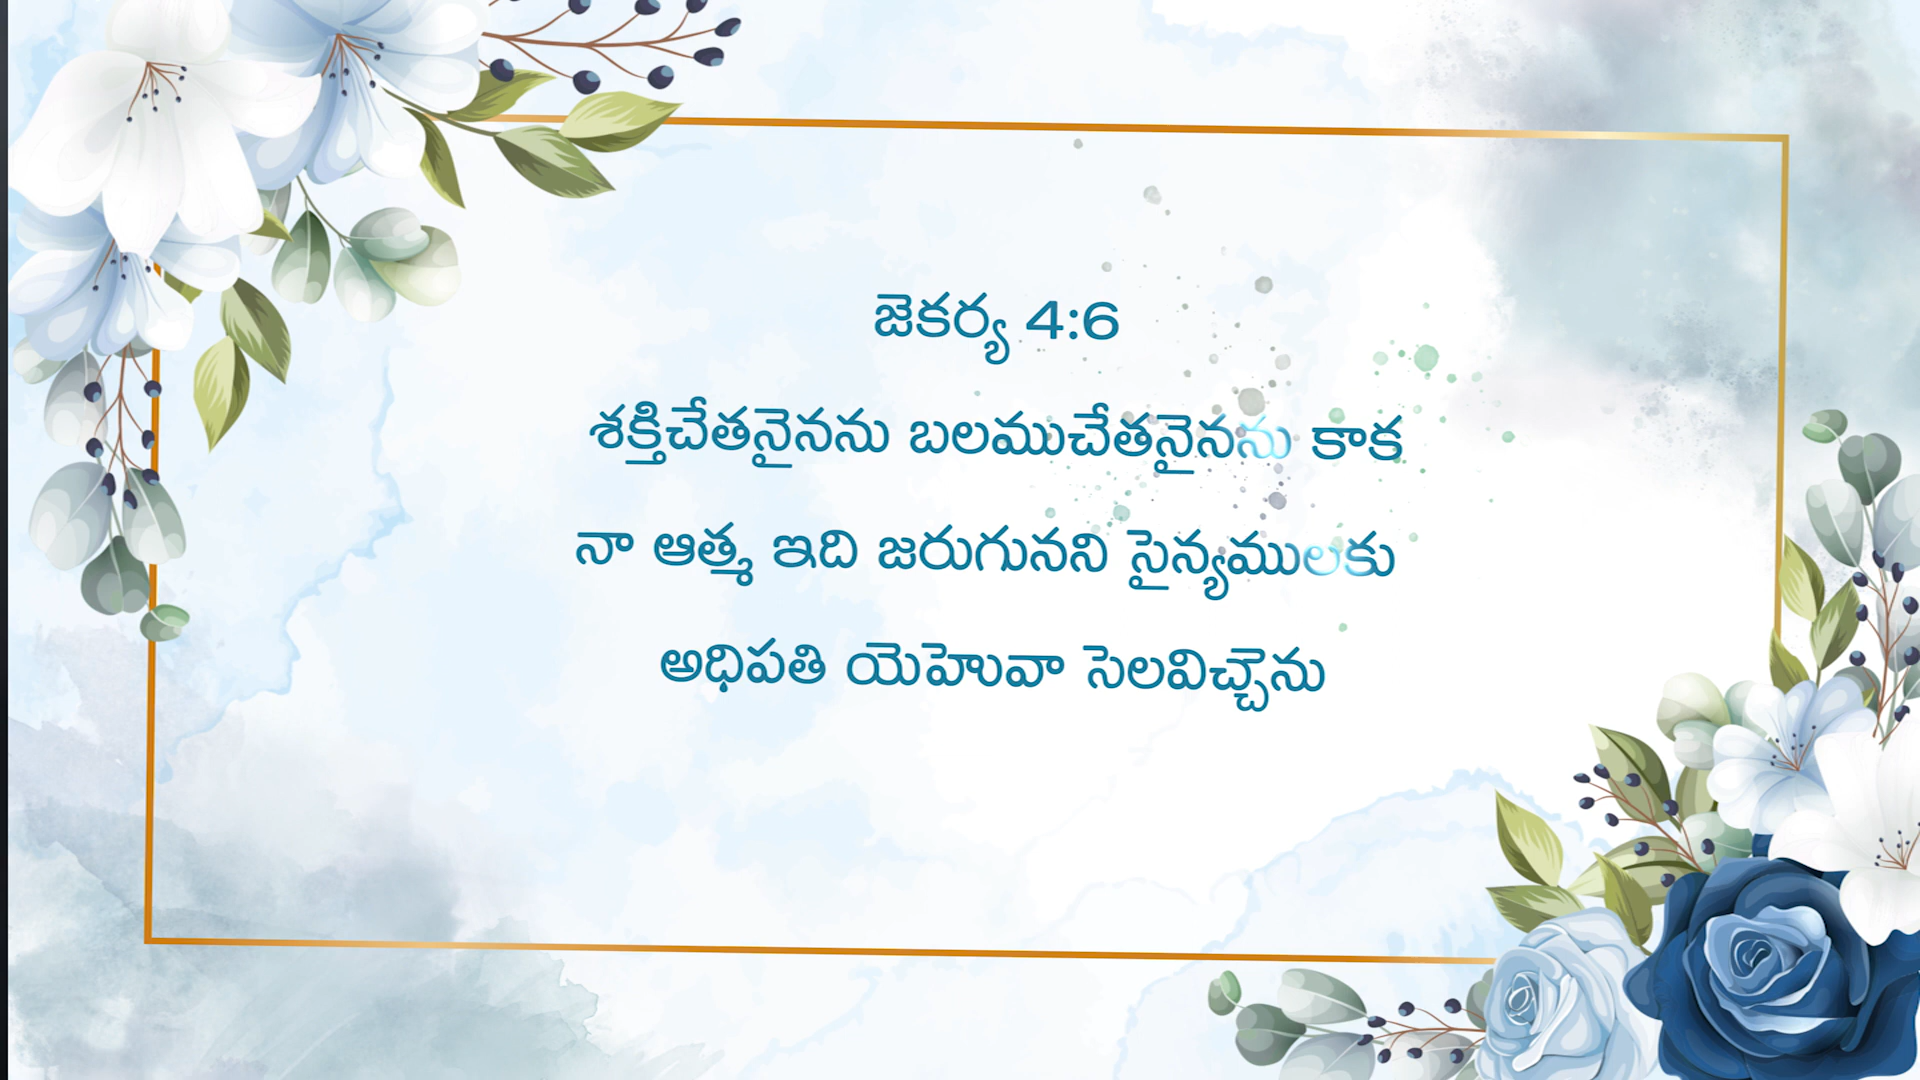 జెకర్య 4:6
శక్తిచేతనైనను బలముచేతనైనను కాక
నా ఆత్మ ఇది జరుగునని సైన్యములకు
అధిపతి యెహెువా సెలవిచ్చెను